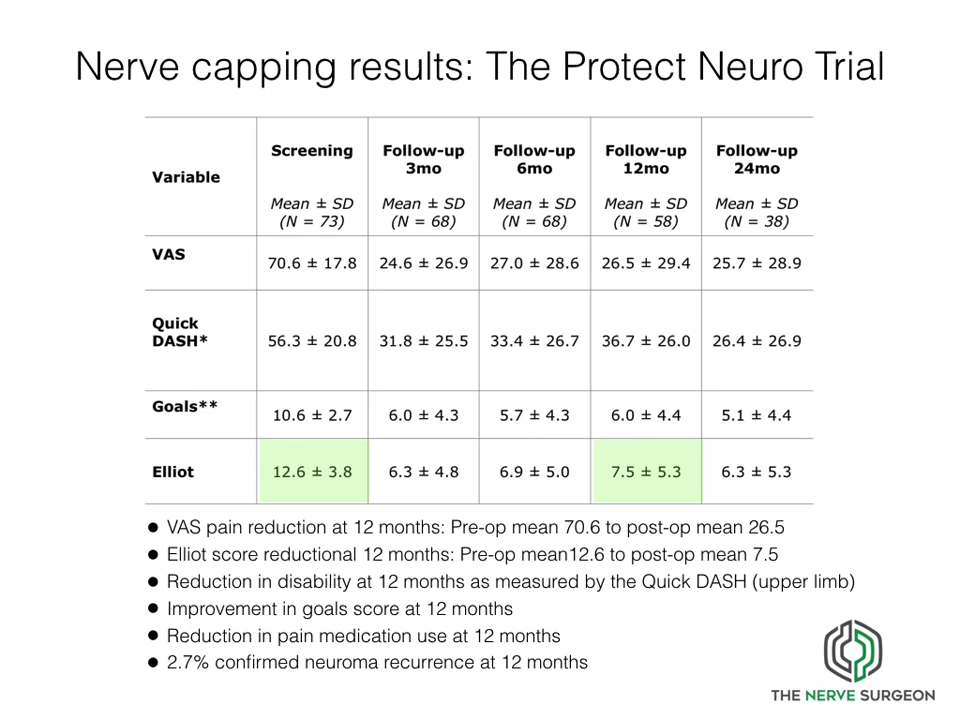 Nerve capping results: The Protect Neuro Trial
Variable
Screening
Mean ± SD
(N = 73)
Follow-up
3mo
Mean ± SD
(N = 68)
Follow-up
6mo
Mean ± SD
(N = 68)
Follow-up
12mo
Mean ± SD
(N = 58)
Follow-up
24mo
Mean ± SD
(N = 38)
VAS
70.6 ± 17.8 24.6 ± 26.9 27.0 ± 28.6 26.5 ± 29.4 25.7 ± 28.9
Quick
DASH*
56.3 ± 20.8 31.8 ± 25.5 33.4 ± 26.7 36.7 ± 26.0 26.4 ± 26.9
Goals**
10.6 ± 2.7 6.0 ± 4.3 5.7 ± 4.3 6.0 ± 4.4 5.1 ± 4.4
Elliot 12.6 ± 3.8 6.3 ± 4.8 6.9 ± 5.0 7.5 ± 5.3 6.3 ± 5.3
● VAS pain reduction at 12 months: Pre-op mean 70.6 to post-op mean 26.5
● Elliot score reductional 12 months: Pre-op mean12.6 to post-op mean 7.5
● Reduction in disability at 12 months as measured by the Quick DASH (upper limb)
● Improvement in goals score at 12 months
● Reduction in pain medication use at 12 months
● 2.7% confirmed neuroma recurrence at 12 months
THE NERVE SURGEON